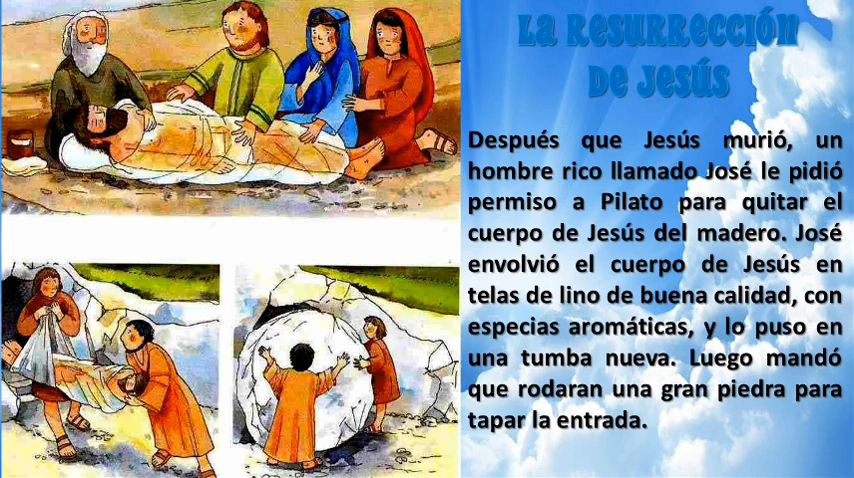 La Resurrección
de Jesús
Después que Jesús murió, un
hombre rico llamado José le pidió
permiso a Pilato para quitar el
cuerpo de Jesús del madero. José
envolvió el cuerpo de Jesús en
telas de lino de buena calidad, con
especias aromáticas, y lo puso en
una tumba nueva. Luego mandó
que rodaran una gran piedra para
tapar la entrada.